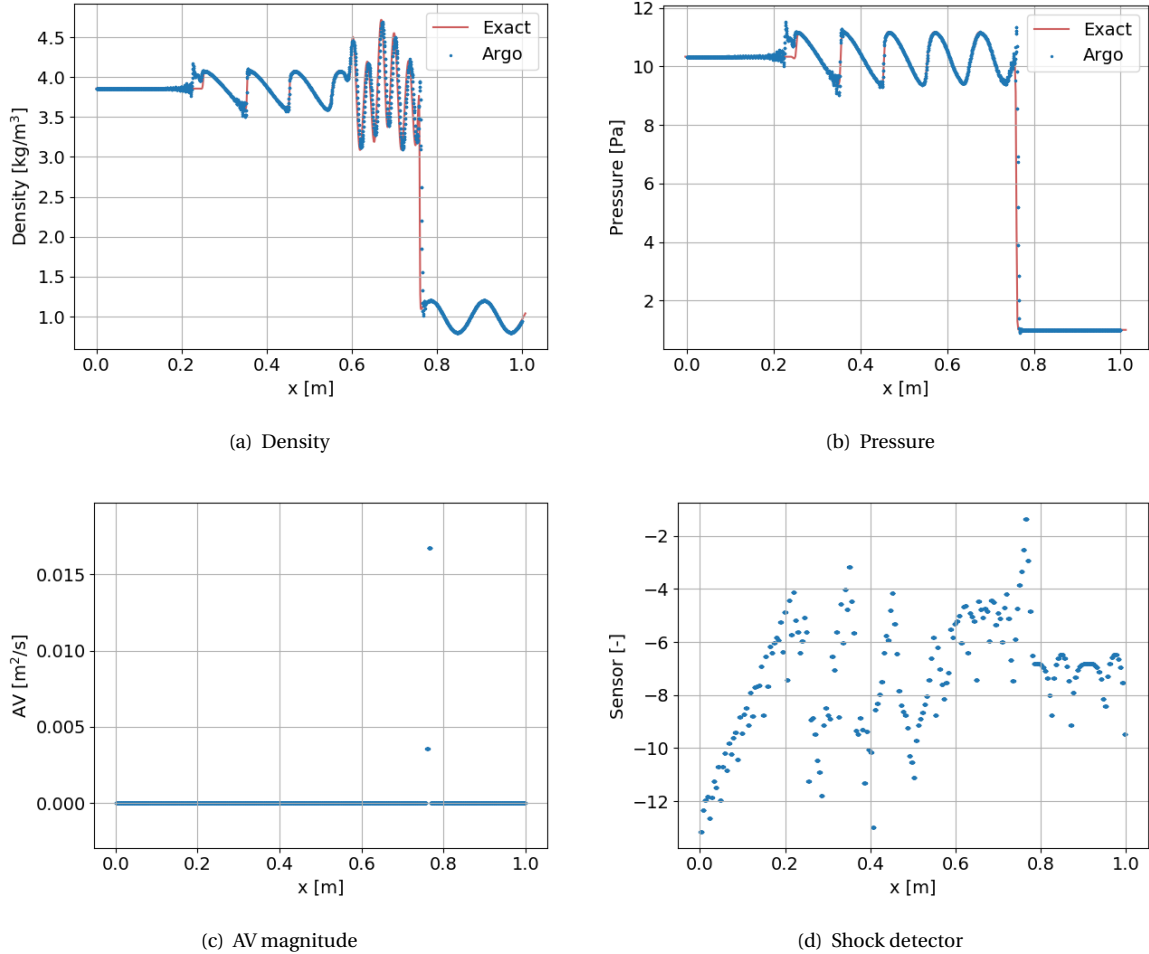 Exact
Argo
4.5
4.0
3.5
3.0
2.5
2.0
1.5
1.0
Density [kg/m³]
0.0 0.2 0.4 0.6 0.8 1.0
x [m]
(a) Density
Exact
Argo
12
10
8
6
4
2
Pressure [Pa]
0.0 0.2 0.4 0.6 0.8 1.0
x [m]
(b) Pressure
0.015
0.010
0.005
0.000
AV [m²/s]
0.0 0.2 0.4 0.6 0.8 1.0
x [m]
(c) AV magnitude
−2
−4
−6
−8
−10
−12
Sensor [-]
0.0 0.2 0.4 0.6 0.8 1.0
x [m]
(d) Shock detector